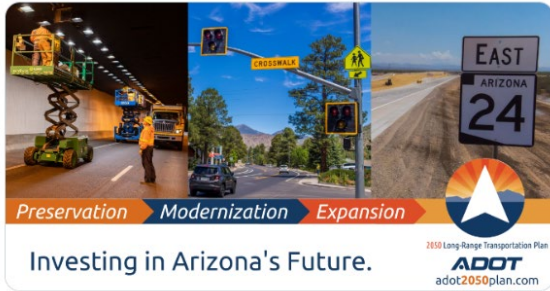 CROSSWALK
EAST
ARIZONA
24
Preservation
Modernization
Expansion
2050 Long-Range Transportation Plan
Investing in Arizona's Future.
ADOT
adot2050plan.com